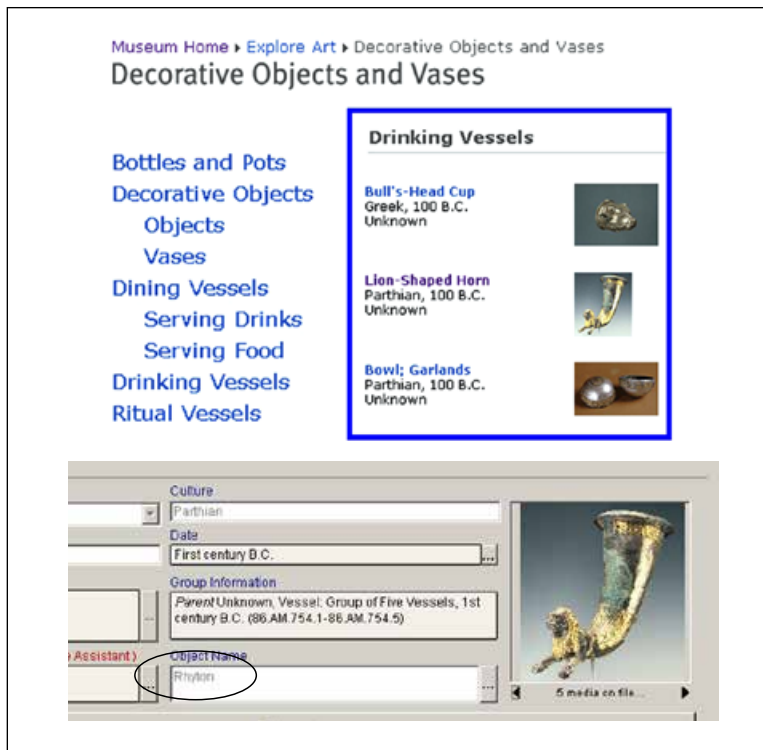 Museum Home ▸ Explore Art ▸ Decorative Objects and Vases
Decorative Objects and Vases
Bottles and Pots
Decorative Objects
Objects
Vases
Dining Vessels
Serving Drinks
Serving Food
Drinking Vessels
Ritual Vessels
Drinking Vessels
Bull's-Head Cup
Greek, 100 B.C.
Unknown
Lion-Shaped Horn
Parthian, 100 B.C.
Unknown
Bowl; Garlands
Parthian, 100 B.C.
Unknown
Culture
Parthian
Date
First century B.C.
...
Group Information
Parent Unknown, Vessel: Group of Five Vessels, 1st
century B.C. (86.AM.754.1-86.AM.754.5)
...
Assistant)
Object Name
...
Rhyton
...
5 media on file...